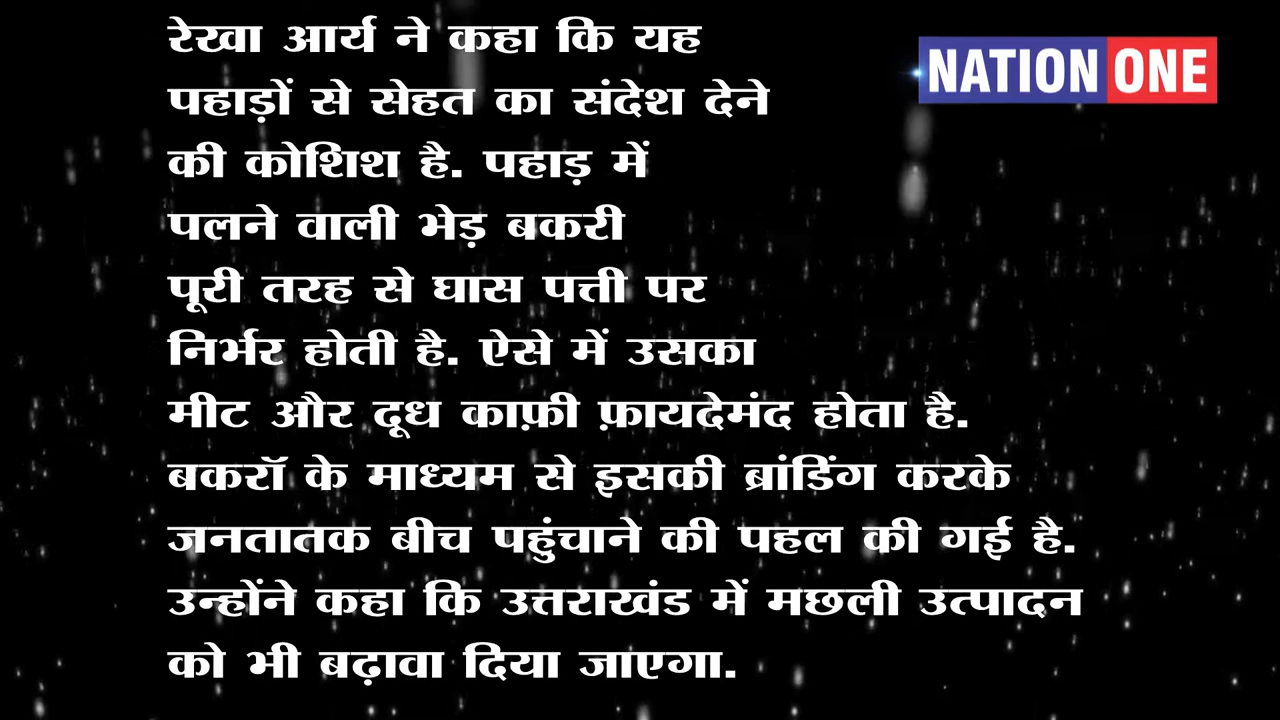 रेखा आर्य ने कहा कि यह
NATION ONE
पहाड़ों से सेहत का संदेश देने
की कोशिश है. पहाड़ में
पलने वाली भेड़ बकरी
पूरी तरह से घास पत्ती पर
निर्भर होती है. ऐसे में उसका
मीट और दूध काफ़ी फ़ायदेमंद होता है.
बकरॉ के माध्यम से इसकी ब्रांडिंग करके
जनतातक बीच पहुंचाने की पहल की गई है.
उन्होंने कहा कि उत्तराखंड में मछली उत्पादन
को भी बढ़ावा दिया जाएगा.